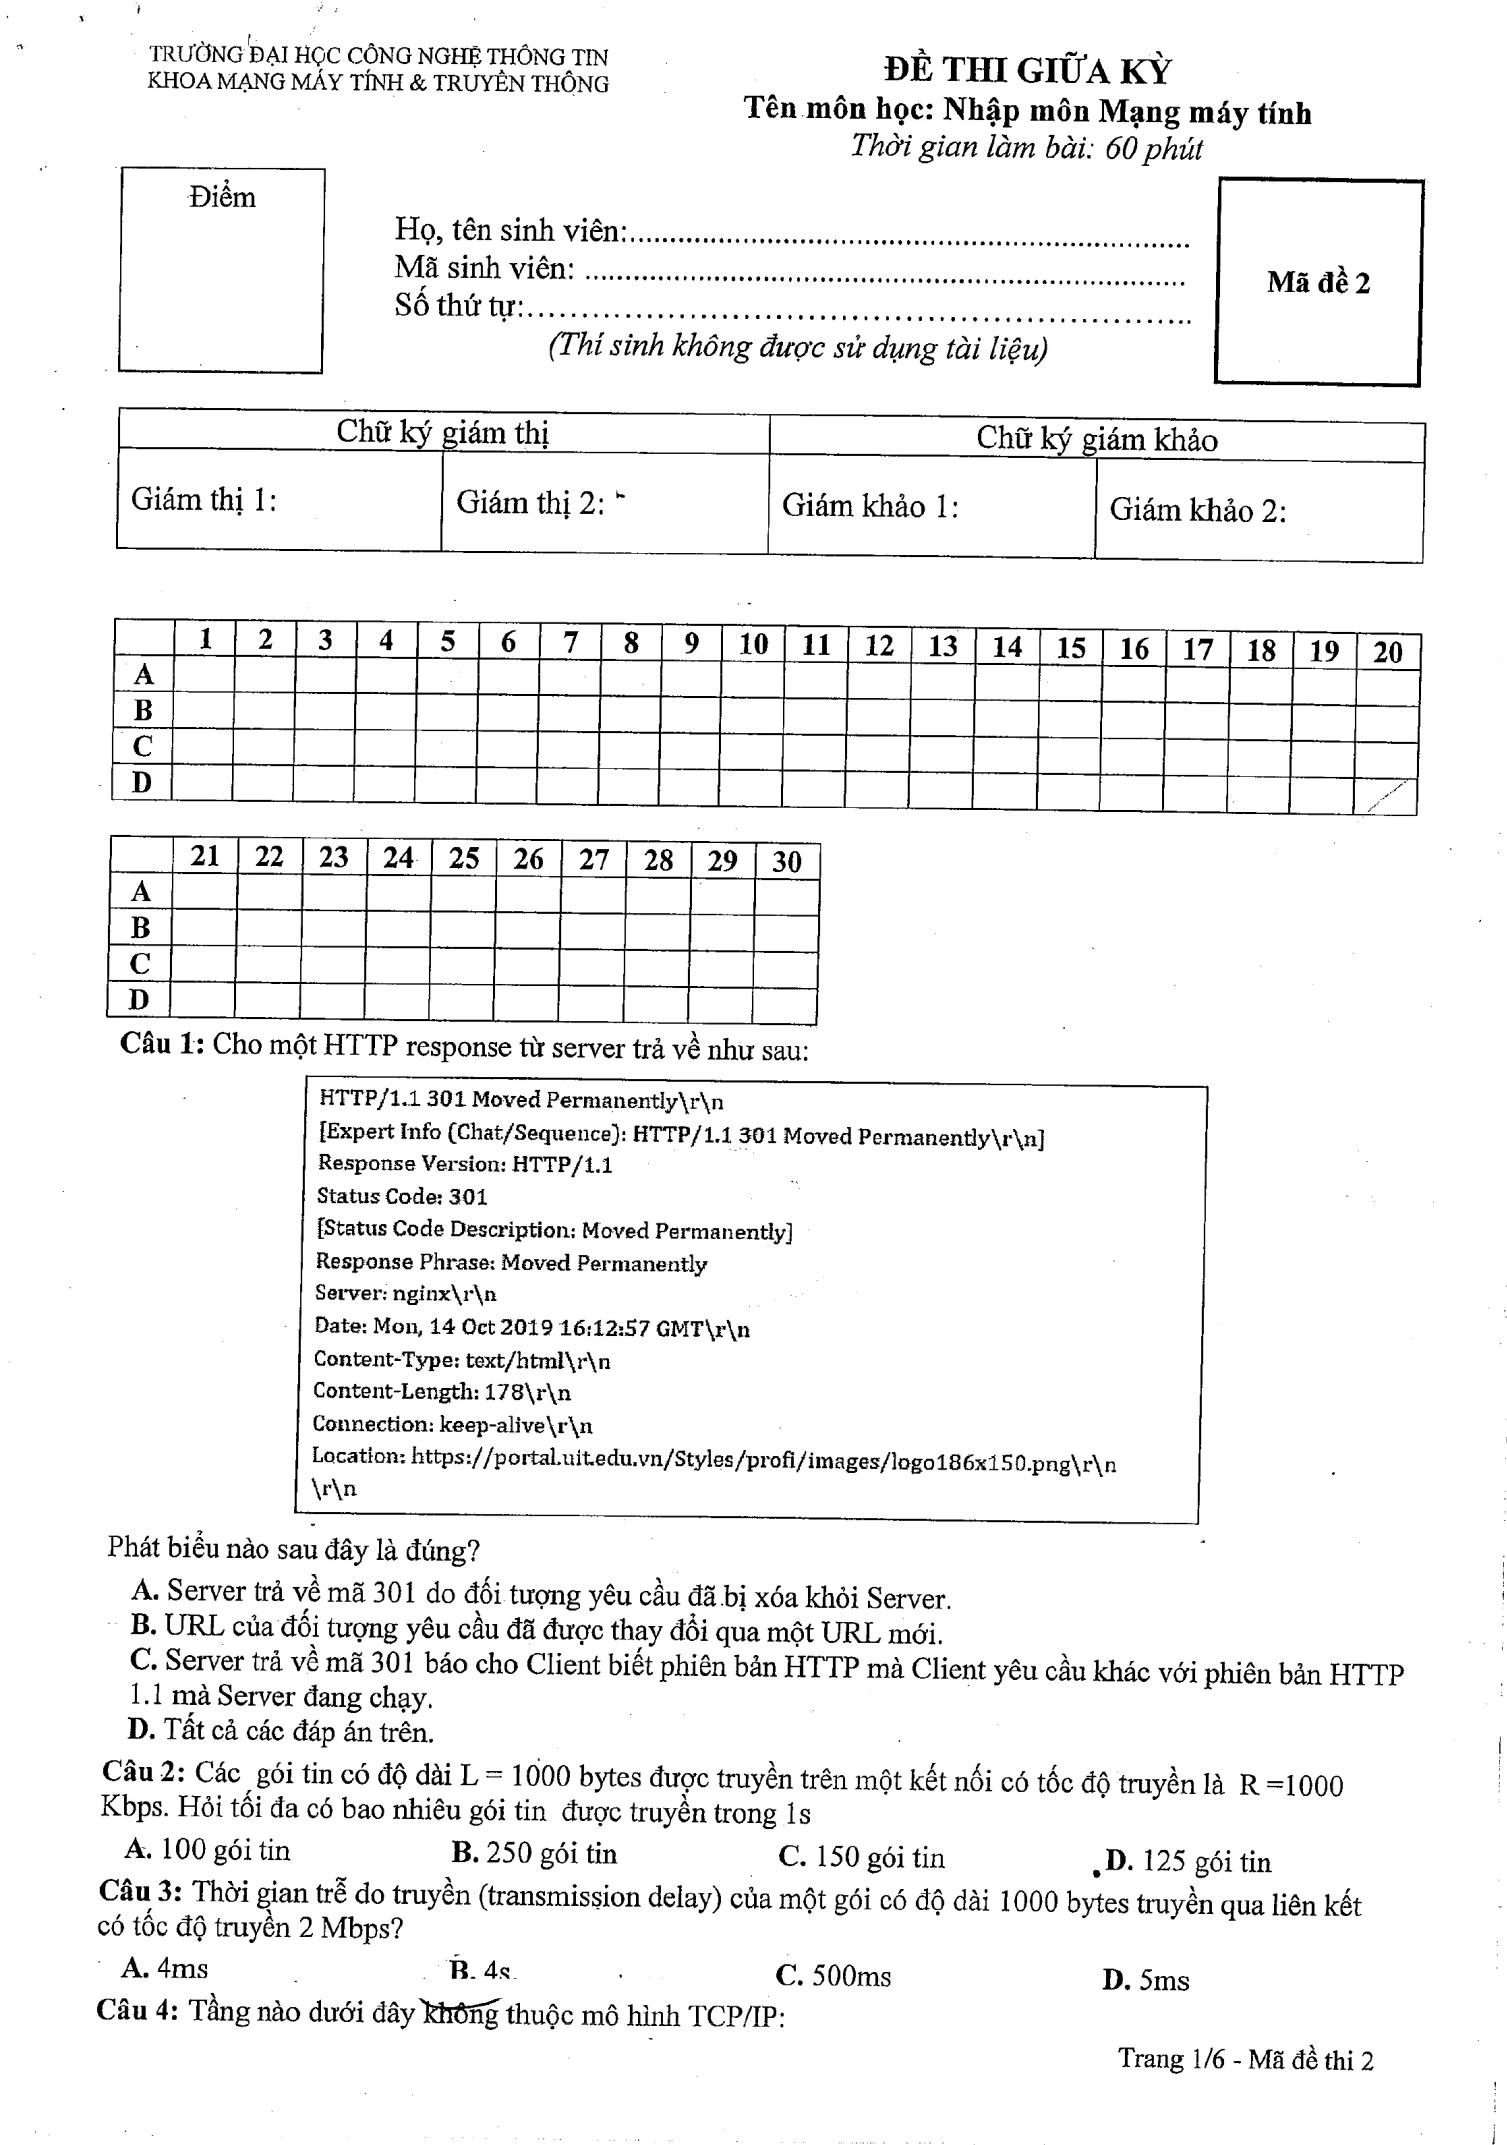 TRƯỜNG ĐẠI HỌC CÔNG NGHỆ THÔNG TIN
KHOA MẠNG MÁY TÍNH & TRUYỀN THÔNG
ĐỀ THI GIỮA KỲ
Tên môn học: Nhập môn Mạng máy tính
Thời gian làm bài: 60 phút
Điểm
Họ, tên sinh viên:......................................................................
Mã sinh viên: ...........................................................................
Số thứ tự:...............................................................
(Thí sinh không được sử dụng tài liệu)
Mã đề 2
Chữ ký giám thị Chữ ký giám khảo
Giám thị 1: Giám thị 2: Giám khảo 1: Giám khảo 2:
1 2 3 4 5 6 7 8 9 10 11 12 13 14 15 16 17 18 19 20
A
B
C
D
21 22 23 24 25 26 27 28 29 30
A
B
C
D
Câu 1: Cho một HTTP response từ server trả về như sau:
HTTP/1.1 301 Moved Permanently\r\n
[Expert Info (Chat/Sequence): HTTP/1.1 301 Moved Permanently\r\n]
Response Version: HTTP/1.1
Status Code: 301
[Status Code Description: Moved Permanently]
Response Phrase: Moved Permanently
Server: nginx\r\n
Date: Mon, 14 Oct 2019 16:12:57 GMT\r\n
Content-Type: text/html\r\n
Content-Length: 178\r\n
Connection: keep-alive\r\n
Location: https://portal.uit.edu.vn/Styles/profi/images/logo186x150.png\r\n
\r\n
Phát biểu nào sau đây là đúng?
A. Server trả về mã 301 do đối tượng yêu cầu đã bị xóa khỏi Server.
B. URL của đối tượng yêu cầu đã được thay đổi qua một URL mới.
C. Server trả về mã 301 báo cho Client biết phiên bản HTTP mà Client yêu cầu khác với phiên bản HTTP
1.1 mà Server đang chạy.
D. Tất cả các đáp án trên.
Câu 2: Các gói tin có độ dài L = 1000 bytes được truyền trên một kết nối có tốc độ truyền là R =1000
Kbps. Hỏi tối đa có bao nhiêu gói tin được truyền trong 1s
A. 100 gói tin B. 250 gói tin C. 150 gói tin D. 125 gói tin
Câu 3: Thời gian trễ do truyền (transmission delay) của một gói có độ dài 1000 bytes truyền qua liên kết
có tốc độ truyền 2 Mbps?
A. 4ms B. 4s C. 500ms D. 5ms
Câu 4: Tầng nào dưới đây không thuộc mô hình TCP/IP:
Trang 1/6 - Mã đề thi 2